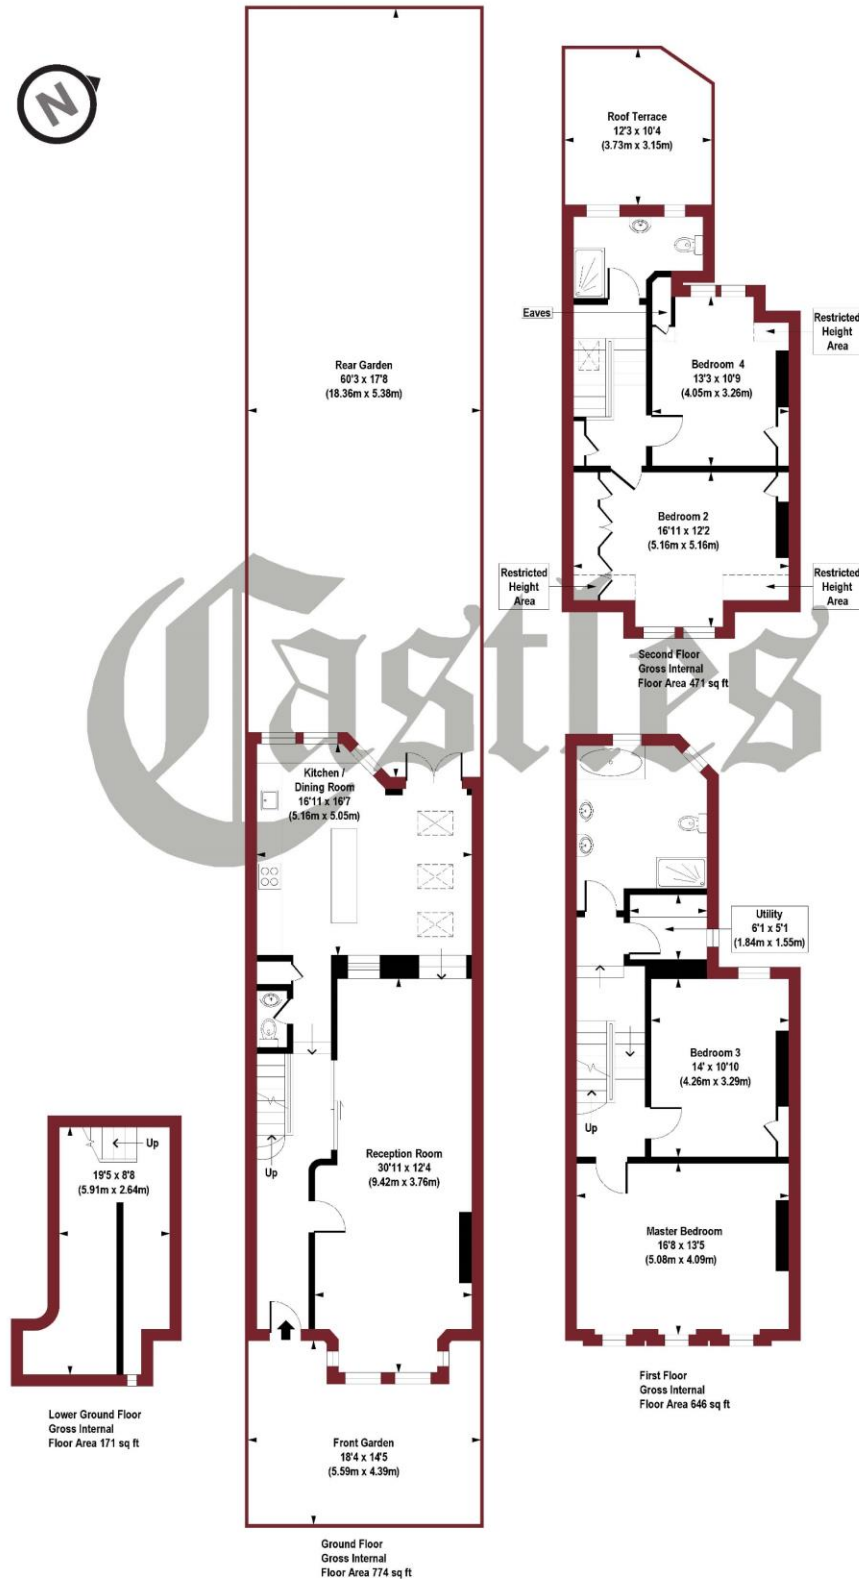 N
Roof Terrace
12'3 x 10'4
(3.73m x 3.15m)
Eaves
Restricted
Height
Area
Bedroom 4
13'3 x 10'9
(4.05m x 3.26m)
Bedroom 2
16'11 x 12'2
(5.16m x 5.16m)
Restricted
Height
Area
Restricted
Height
Area
Second Floor
Gross Internal
Floor Area 471 sq ft
Rear Garden
60'3 x 17'8
(18.36m x 5.38m)
Castles
Kitchen /
Dining Room
16'11 x 16'7
(5.16m x 5.05m)
Utility
6'1 x 5'1
(1.84m x 1.55m)
Bedroom 3
14' x 10'10
(4.26m x 3.29m)
Up
Master Bedroom
16'8 x 13'5
(5.08m x 4.09m)
First Floor
Gross Internal
Floor Area 646 sq ft
Up
Reception Room
30'11 x 12'4
(9.42m x 3.76m)
Up
19'5 x 8'8
(5.91m x 2.64m)
Lower Ground Floor
Gross Internal
Floor Area 171 sq ft
Front Garden
18'4 x 14'5
(5.59m x 4.39m)
Ground Floor
Gross Internal
Floor Area 774 sq ft